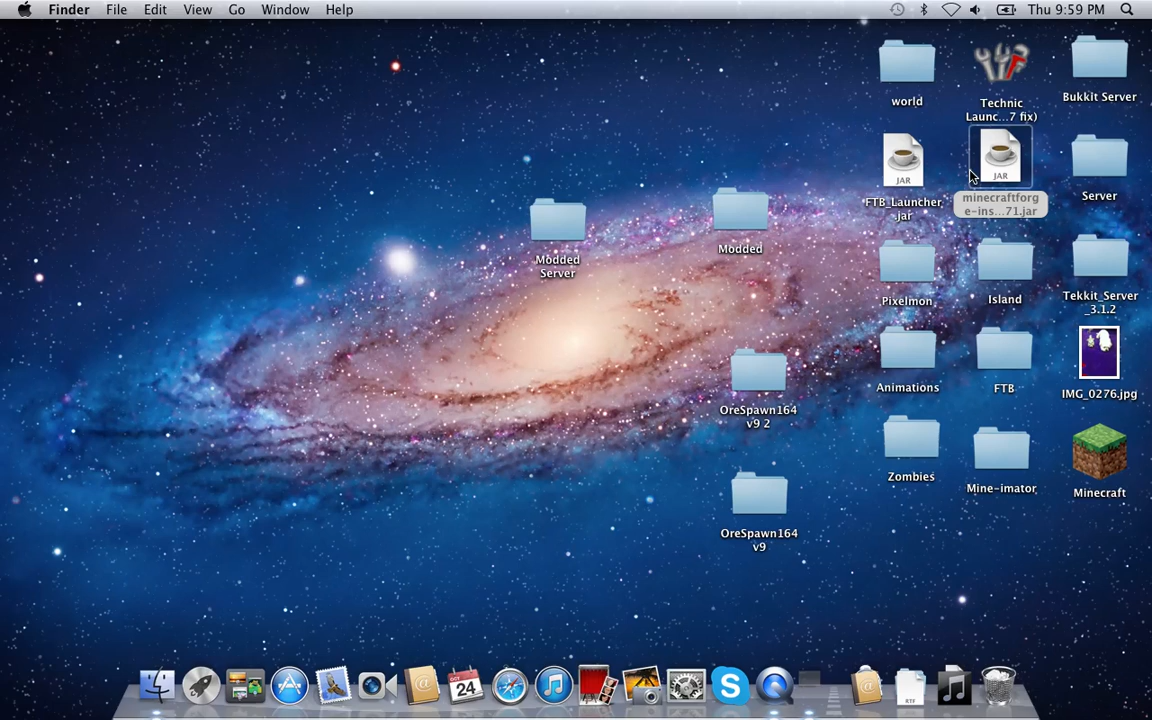 Finder File Edit View Go Window Help Thu 9:59 PM
world
Technic
Launc...7 fix)
Bukkit Server
JAR
FTB_Launcher.
jar
JAR
minecraftforg
e-ins...71.jar
Server
Modded
Server
Modded
Pixelmon
Island
Tekkit_Server
_3.1.2
Animations
FTB
IMG_0276.jpg
OreSpawn164
v9 2
Zombies
Mine-imator
Minecraft
OreSpawn164
v9
OCT
24
RTF